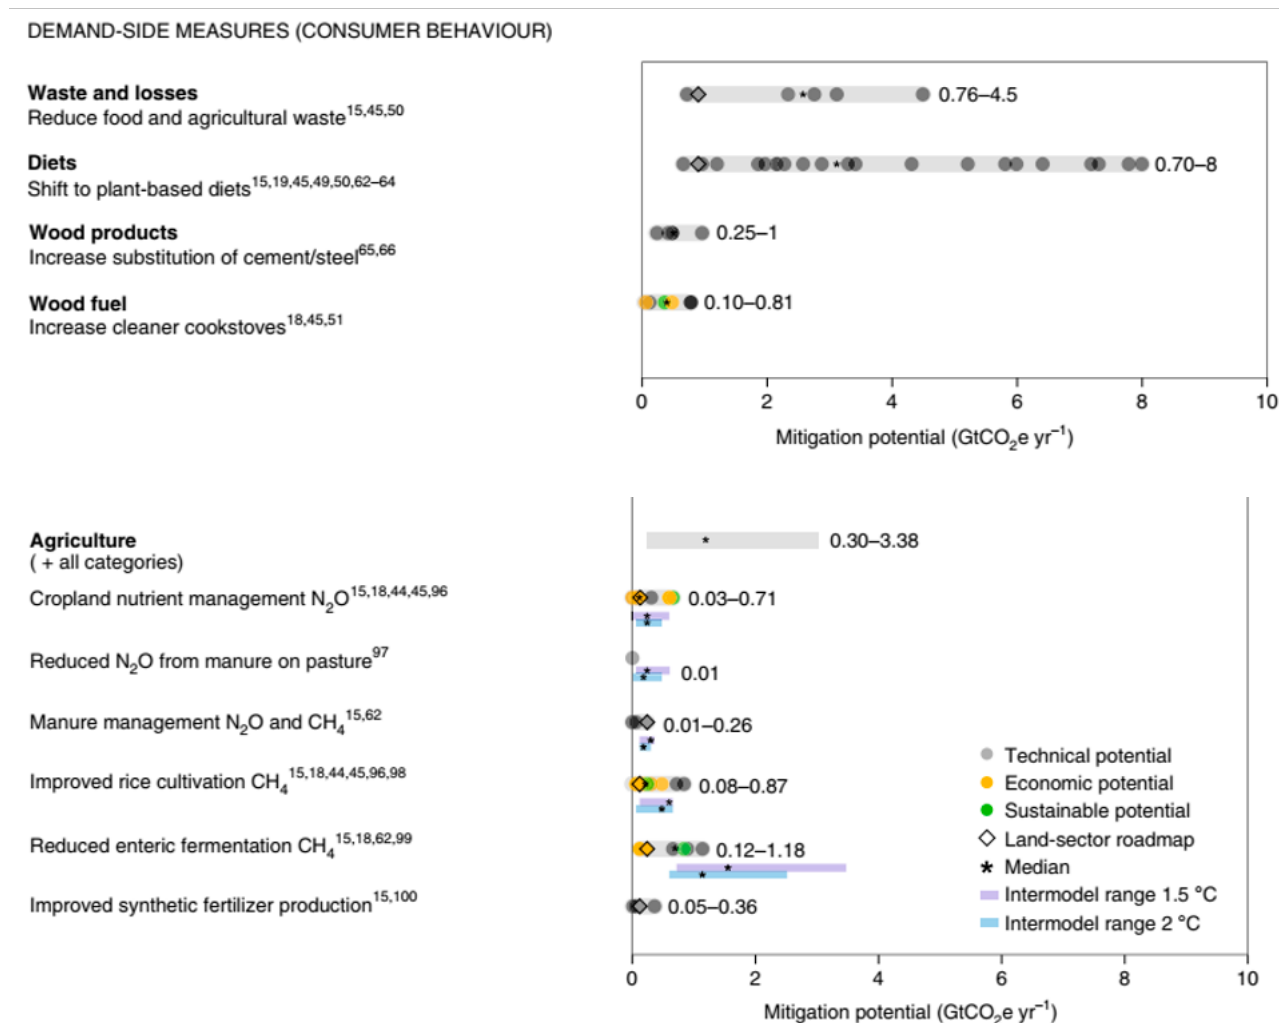 DEMAND-SIDE MEASURES (CONSUMER BEHAVIOUR)
Waste and losses
Reduce food and agricultural waste15,45,50
0.76–4.5
Diets
Shift to plant-based diets15,19,45,49,50,62–64
0.70–8
Wood products
Increase substitution of cement/steel65,66
0.25–1
Wood fuel
Increase cleaner cookstoves18,45,51
0.10–0.81
0 2 4 6 8 10
Mitigation potential (GtCO2e yr−1)
Agriculture
( + all categories)
0.30–3.38
Cropland nutrient management N2O15,18,44,45,96
0.03–0.71
Reduced N2O from manure on pasture97
0.01
Manure management N2O and CH415,62
0.01–0.26
Improved rice cultivation CH415,18,44,45,96,98
0.08–0.87
Reduced enteric fermentation CH415,18,62,99
0.12–1.18
Improved synthetic fertilizer production15,100
0.05–0.36
Technical potential
Economic potential
Sustainable potential
Land-sector roadmap
* Median
Intermodel range 1.5 °C
Intermodel range 2 °C
0 2 4 6 8 10
Mitigation potential (GtCO2e yr−1)